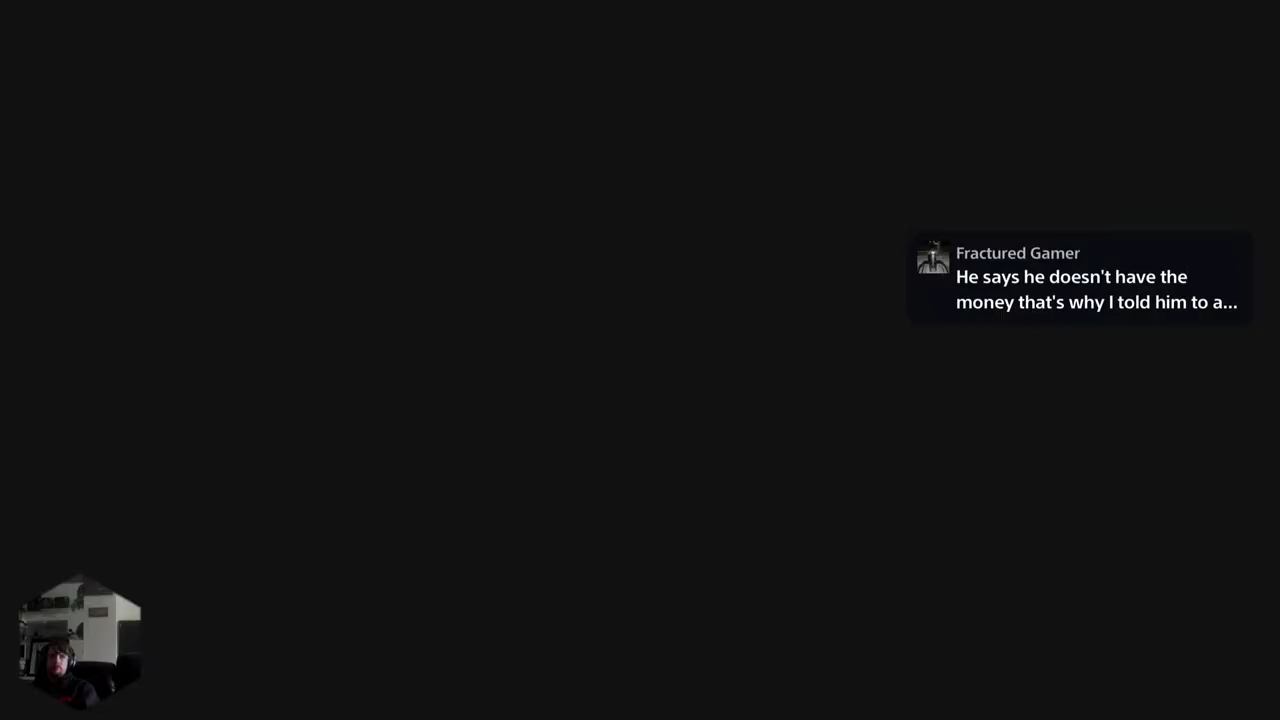 Fractured Gamer
He says he doesn't have the
money that's why I told him to a...